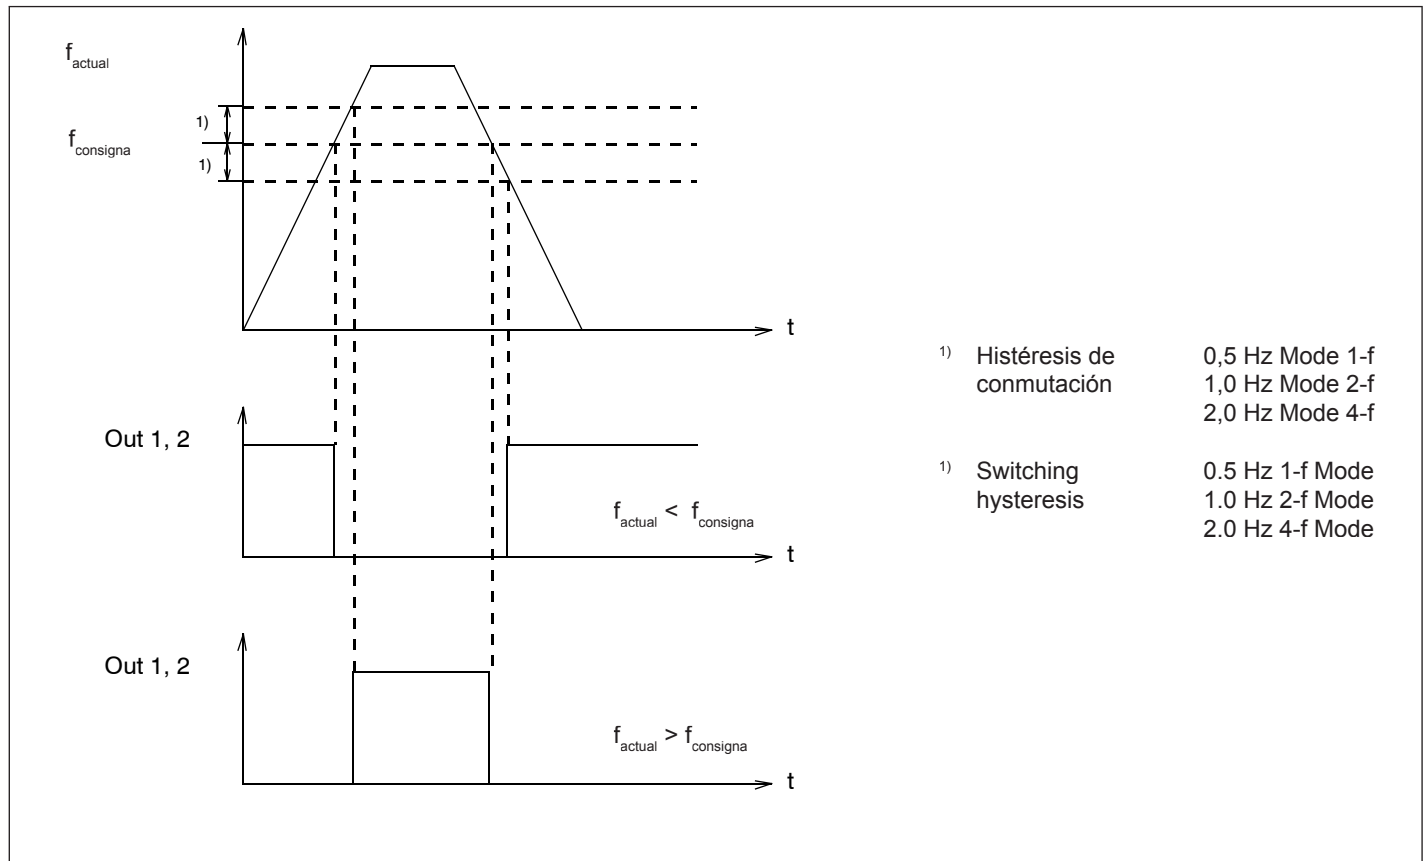 f actual
1)
f consigna
1)
t
1) Histéresis de conmutación 0,5 Hz Mode 1-f
1,0 Hz Mode 2-f
2,0 Hz Mode 4-f
Out 1, 2
1) Switching hysteresis 0.5 Hz 1-f Mode
1.0 Hz 2-f Mode
2.0 Hz 4-f Mode
f actual < f consigna
t
Out 1, 2
f actual > f consigna
t